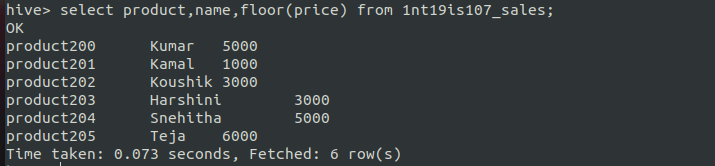 hive> select product,name,floor(price) from 1nt19is107_sales;
OK
product200	Kumar	5000
product201	Kamal	1000
product202	Koushik	3000
product203	Harshini	3000
product204	Snehitha	5000
product205	Teja	6000
Time taken: 0.073 seconds, Fetched: 6 row(s)